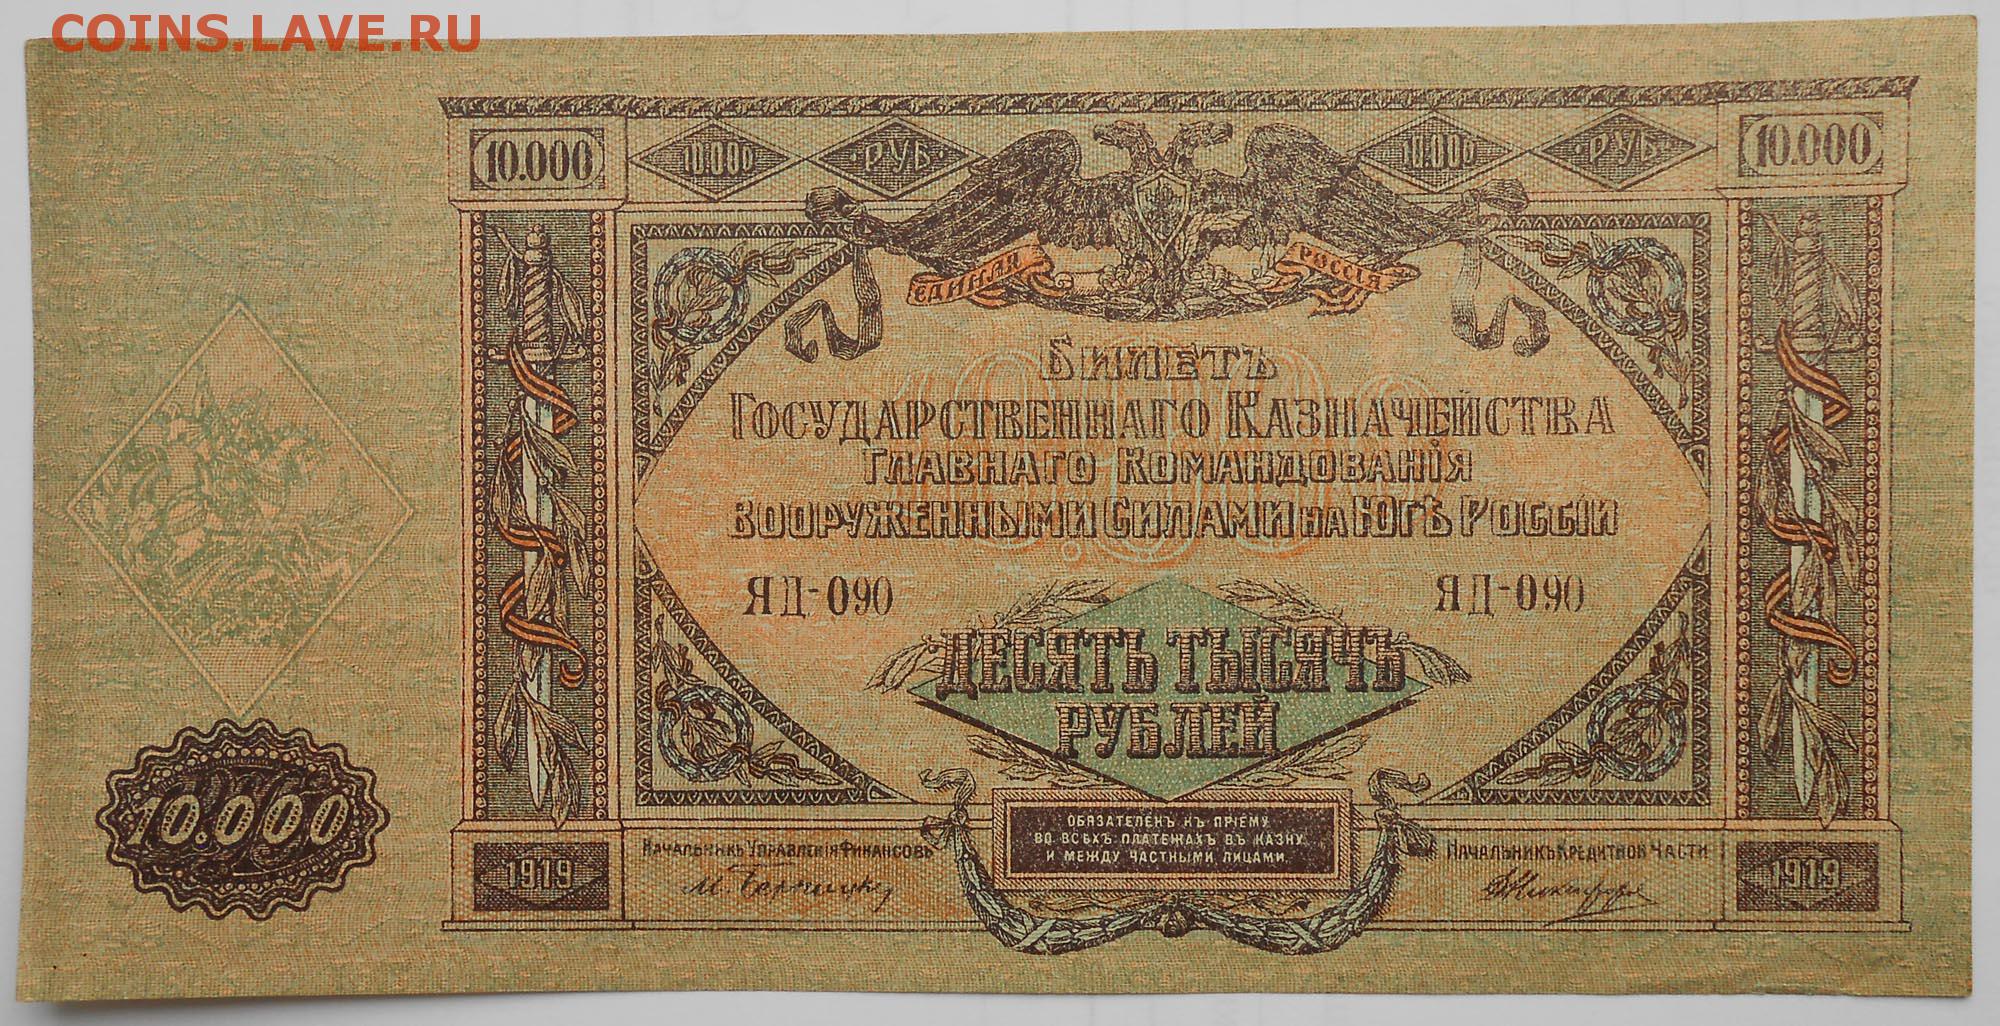 COINS.LAVE.RU
10.000 10.000 ·РУБ· 10.000 ·РУБ· 10.000
ЕДИНАЯ РОССІЯ
Билетъ
Государственнаго Казначейства
Главнаго Командованія
Вооруженными Силами на Югѣ Россіи
ЯД-090 ЯД-090
ДЕСЯТЬ ТЫСЯЧЪ
РУБЛЕЙ
10.000
ОБЯЗАТЕЛЕНЪ КЪ ПРІЕМУ
ВО ВСѢХЪ ПЛАТЕЖАХЪ ВЪ КАЗНУ
И МЕЖДУ ЧАСТНЫМИ ЛИЦАМИ.
1919 Начальникъ Управленія Финансовъ Начальникъ Кредитной Части 1919